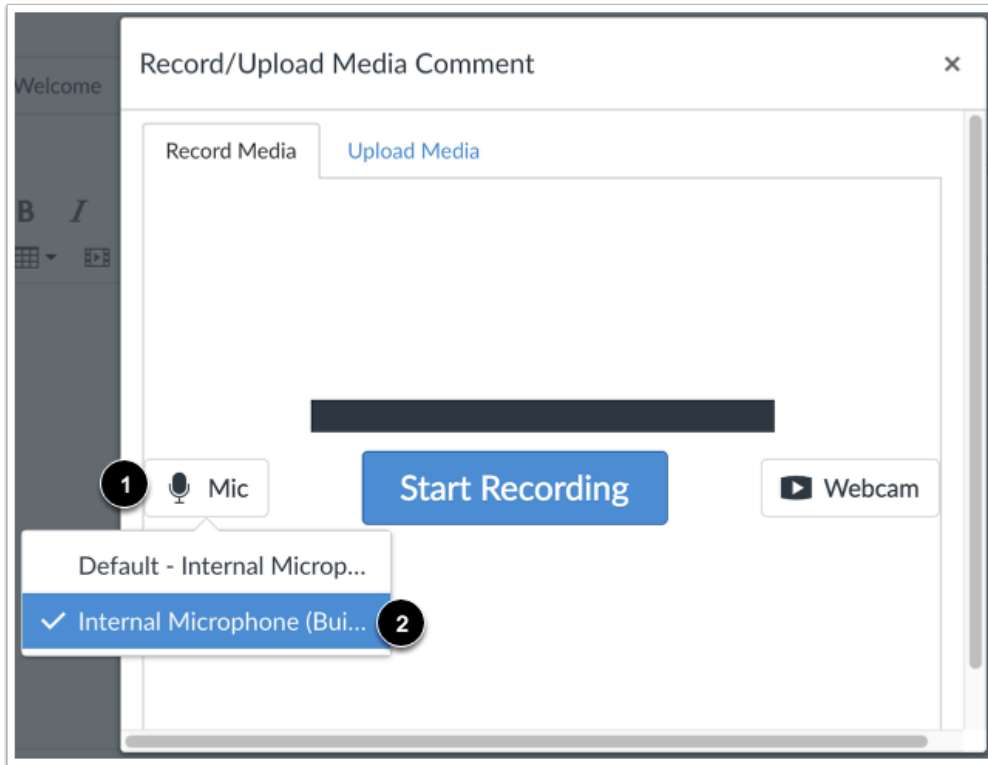 Record/Upload Media Comment ×
Welcome
Record Media Upload Media
B I
1 Mic Start Recording Webcam
Default - Internal Microp...
Internal Microphone (Bui... 2